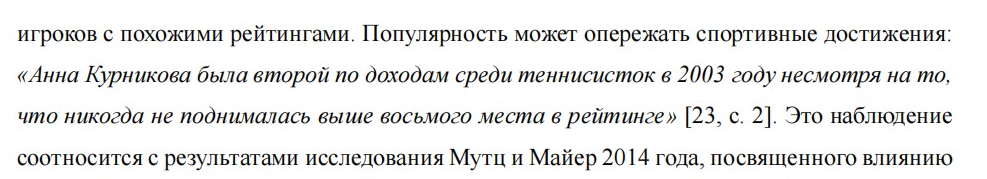 игроков с похожими рейтингами. Популярность может опережать спортивные достижения:
«Анна Курникова была второй по доходам среди теннисисток в 2003 году несмотря на то,
что никогда не поднималась выше восьмого места в рейтинге» [23, с. 2]. Это наблюдение
соотносится с результатами исследования Мутц и Майер 2014 года, посвященного влиянию